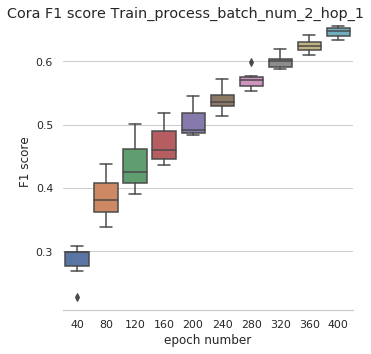 Cora F1 score Train_process_batch_num_2_hop_1
0.6
0.5
0.4
0.3
F1 score
40 80 120 160 200 240 280 320 360 400
epoch number